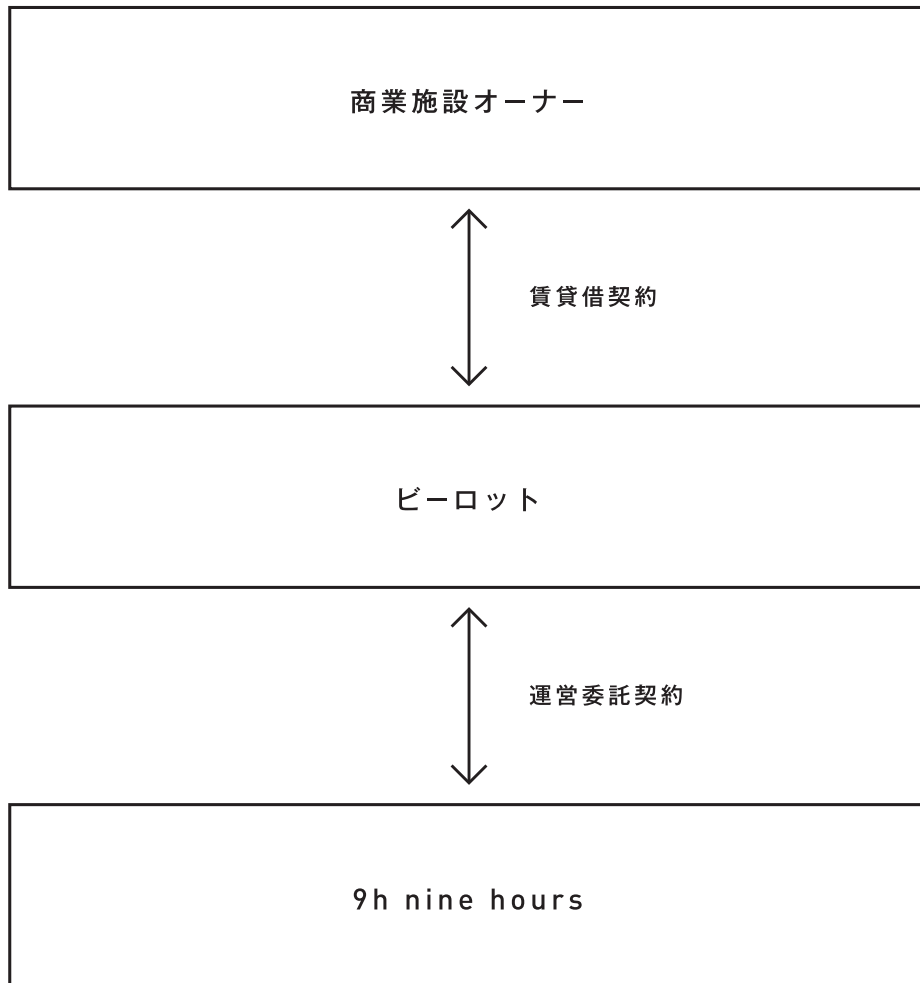 商業施設オーナー
賃貸借契約
ビーロット
運営委託契約
9h nine hours